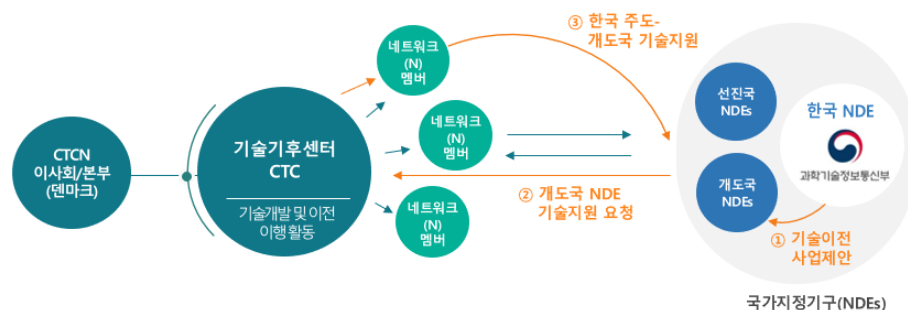 ③ 한국 주도-
개도국 기술지원
네트워크
(N)
멤버
선진국
NDEs
한국 NDE
과학기술정보통신부
CTCN
이사회/본부
(덴마크)
기술기후센터
CTC
기술개발 및 이전
이행 활동
네트워크
(N)
멤버
② 개도국 NDE
기술지원 요청
개도국
NDEs
네트워크
(N)
멤버
① 기술이전
사업제안
국가지정기구(NDEs)